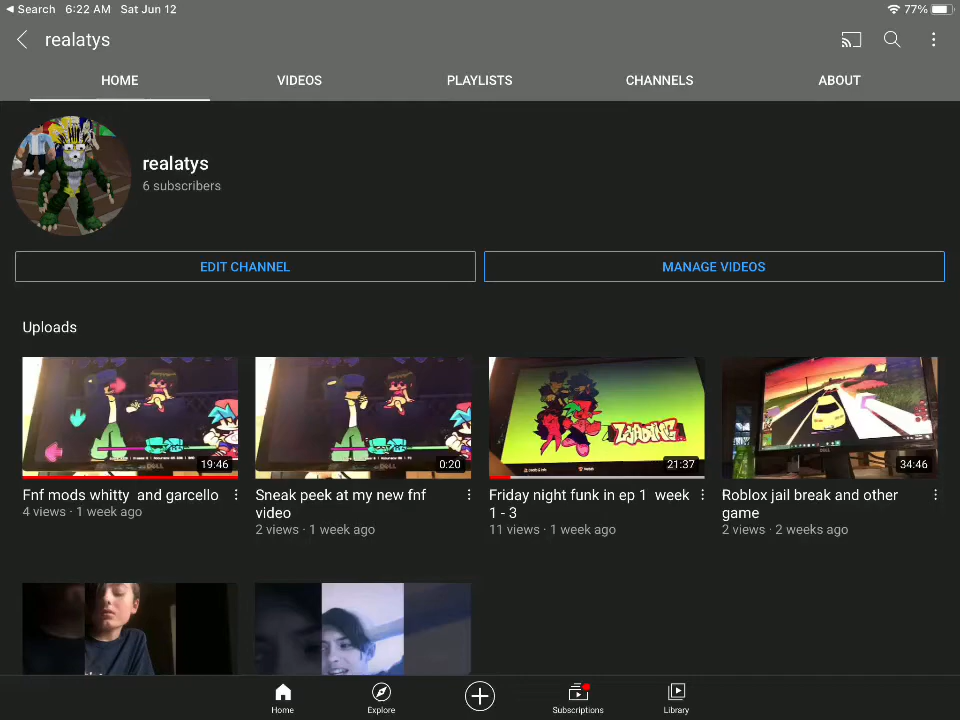 Search 6:22 AM Sat Jun 12 77%
realatys
HOME VIDEOS PLAYLISTS CHANNELS ABOUT
realatys
6 subscribers
EDIT CHANNEL MANAGE VIDEOS
Uploads
LOADING
DELL
19:46
DELL
0:20
21:37
34:46
Fnf mods whitty and garcello
4 views · 1 week ago
Sneak peek at my new fnf
video
2 views · 1 week ago
Friday night funk in ep 1 week
1 - 3
11 views · 1 week ago
Roblox jail break and other
game
2 views · 2 weeks ago
Home Explore Subscriptions Library